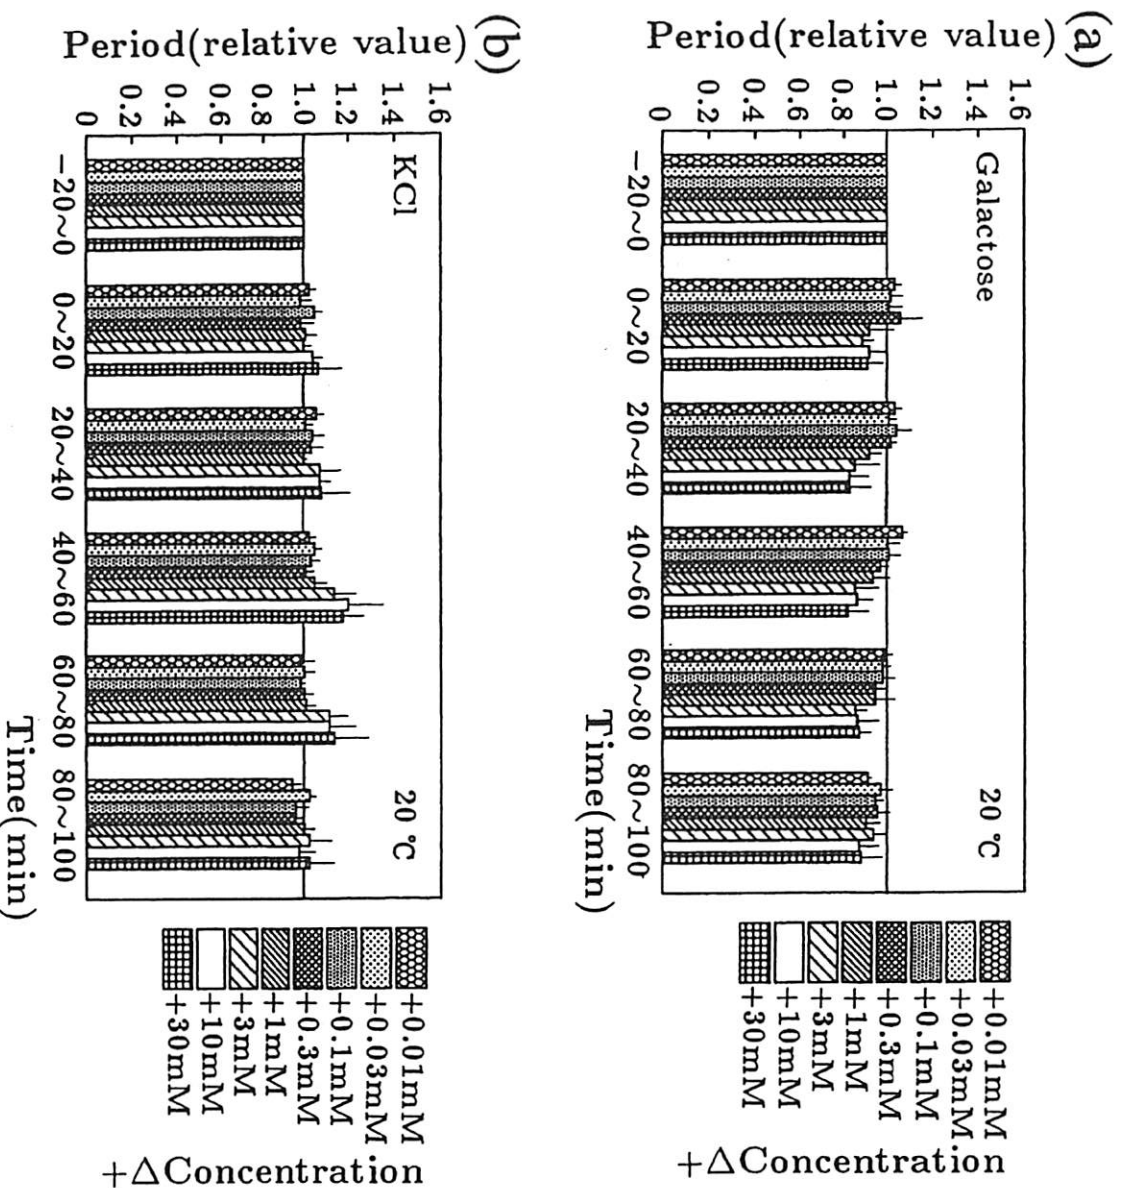 (a)
Period(relative value)
1.6
1.4
1.2
1.0
0.8
0.6
0.4
0.2
0
Galactose
20 °C
−20~0 0~20 20~40 40~60 60~80 80~100
Time(min)
+0.01mM
+0.03mM
+0.1mM
+0.3mM
+1mM
+3mM
+10mM
+30mM
+ΔConcentration
(b)
Period(relative value)
1.6
1.4
1.2
1.0
0.8
0.6
0.4
0.2
0
KCl
20 °C
−20~0 0~20 20~40 40~60 60~80 80~100
Time(min)
+0.01mM
+0.03mM
+0.1mM
+0.3mM
+1mM
+3mM
+10mM
+30mM
+ΔConcentration